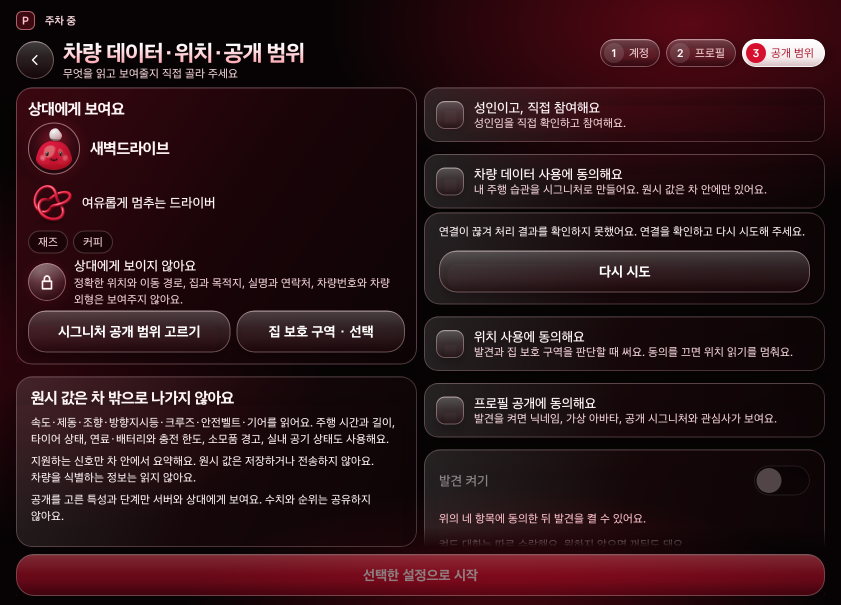 P 주차 중
차량 데이터·위치·공개 범위
무엇을 읽고 보여줄지 직접 골라 주세요
1 계정
2 프로필
3 공개 범위
상대에게 보여요
새벽드라이브
여유롭게 멈추는 드라이버
재즈
커피
상대에게 보이지 않아요
정확한 위치와 이동 경로, 집과 목적지, 실명과 연락처, 차량번호와 차량
외형은 보여주지 않아요.
시그니처 공개 범위 고르기
집 보호 구역 · 선택
원시 값은 차 밖으로 나가지 않아요
속도·제동·조향·방향지시등·크루즈·안전벨트·기어를 읽어요. 주행 시간과 길이,
타이어 상태, 연료·배터리와 충전 한도, 소모품 경고, 실내 공기 상태도 사용해요.
지원하는 신호만 차 안에서 요약해요. 원시 값은 저장하거나 전송하지 않아요.
차량을 식별하는 정보는 읽지 않아요.
공개를 고른 특성과 단계만 서버와 상대에게 보여요. 수치와 순위는 공유하지
않아요.
성인이고, 직접 참여해요
성인임을 직접 확인하고 참여해요.
차량 데이터 사용에 동의해요
내 주행 습관을 시그니처로 만들어요. 원시 값은 차 안에만 있어요.
연결이 끊겨 처리 결과를 확인하지 못했어요. 연결을 확인하고 다시 시도해 주세요.
다시 시도
위치 사용에 동의해요
발견과 집 보호 구역을 판단할 때 써요. 동의를 끄면 위치 읽기를 멈춰요.
프로필 공개에 동의해요
발견을 켜면 닉네임, 가상 아바타, 공개 시그니처와 관심사가 보여요.
발견 켜기
위의 네 항목에 동의한 뒤 발견을 켤 수 있어요.
선택한 설정으로 시작